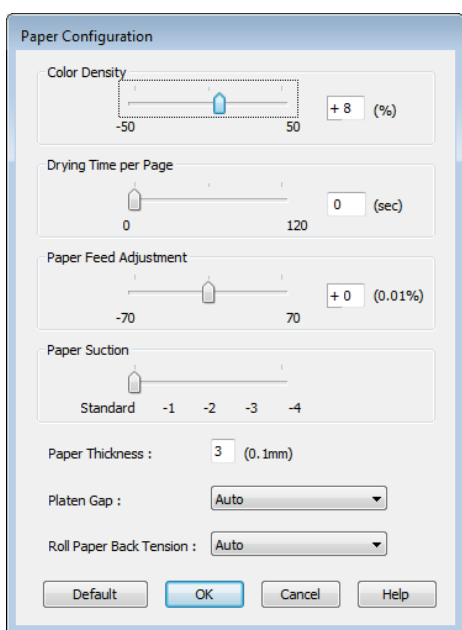 Paper Configuration
Color Density
+ 8 (%)
-50 50
Drying Time per Page
0 (sec)
0 120
Paper Feed Adjustment
+ 0 (0.01%)
-70 70
Paper Suction
Standard -1 -2 -3 -4
Paper Thickness : 3 (0.1mm)
Platen Gap : Auto
Roll Paper Back Tension : Auto
Default OK Cancel Help